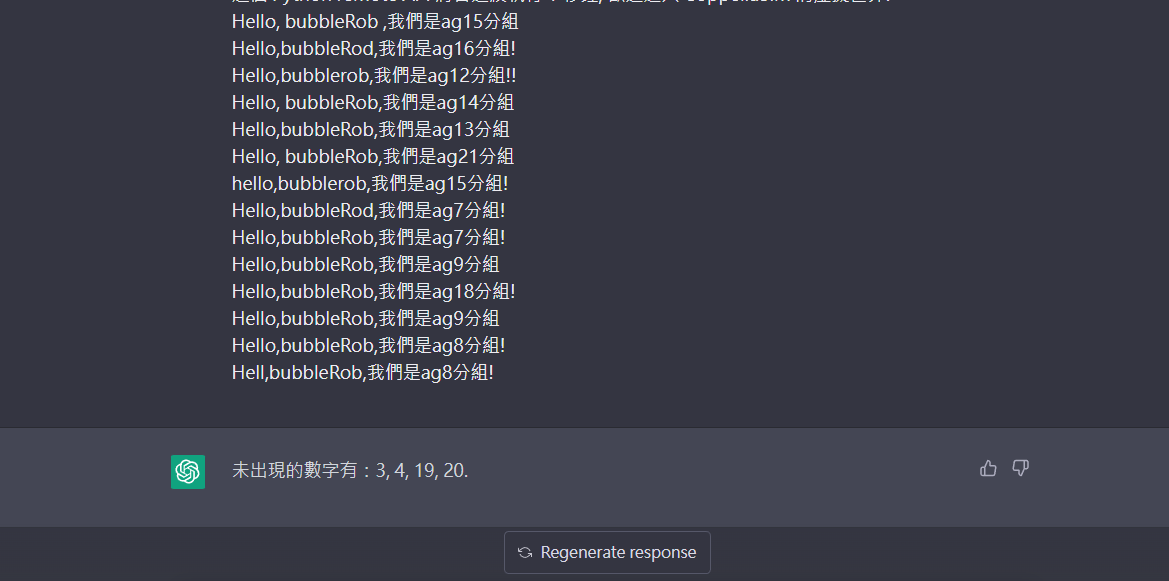 Hello, bubbleRob ,我們是ag15分組
Hello,bubbleRod,我們是ag16分組!
Hello,bubblerob,我們是ag12分組!!
Hello, bubbleRob,我們是ag14分組
Hello,bubbleRob,我們是ag13分組
Hello, bubbleRob,我們是ag21分組
hello,bubblerob,我們是ag15分組!
Hello,bubbleRod,我們是ag7分組!
Hello,bubbleRob,我們是ag7分組!
Hello,bubbleRob,我們是ag9分組
Hello,bubbleRob,我們是ag18分組!
Hello,bubbleRob,我們是ag9分組
Hello,bubbleRob,我們是ag8分組!
Hell,bubbleRob,我們是ag8分組!
未出現的數字有：3, 4, 19, 20.
Regenerate response